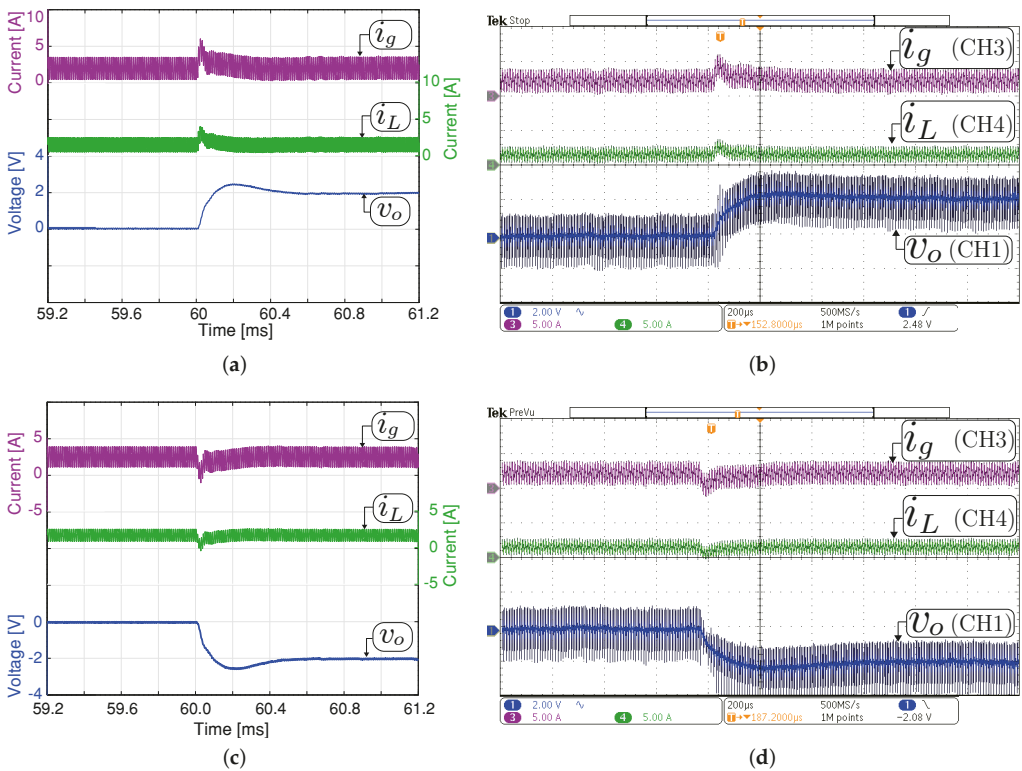 10
5
0
Current [A]
i_g
10
5
0
Current [A]
i_L
4
2
0
Voltage [V]
v_o
59.2 59.6 60 60.4 60.8 61.2
Time [ms]
(a)
Tek Stop
T
i_g (CH3)
i_L (CH4)
v_o (CH1)
1 2.00 V 200µs 500MS/s 1
3 5.00 A 4 5.00 A T→▼152.8000µs 1M points 2.48 V
(b)
5
0
-5
Current [A]
i_g
5
0
-5
Current [A]
i_L
0
-2
-4
Voltage [V]
v_o
59.2 59.6 60 60.4 60.8 61.2
Time [ms]
(c)
Tek PreVu
T
i_g (CH3)
i_L (CH4)
v_o (CH1)
1 2.00 V 200µs 500MS/s 1
3 5.00 A 4 5.00 A T→▼187.2000µs 1M points −2.08 V
(d)